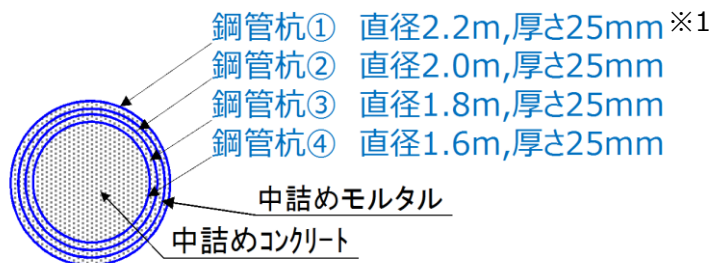 鋼管杭① 直径2.2m,厚さ25mm※1
鋼管杭② 直径2.0m,厚さ25mm
鋼管杭③ 直径1.8m,厚さ25mm
鋼管杭④ 直径1.6m,厚さ25mm
中詰めモルタル
中詰めコンクリート